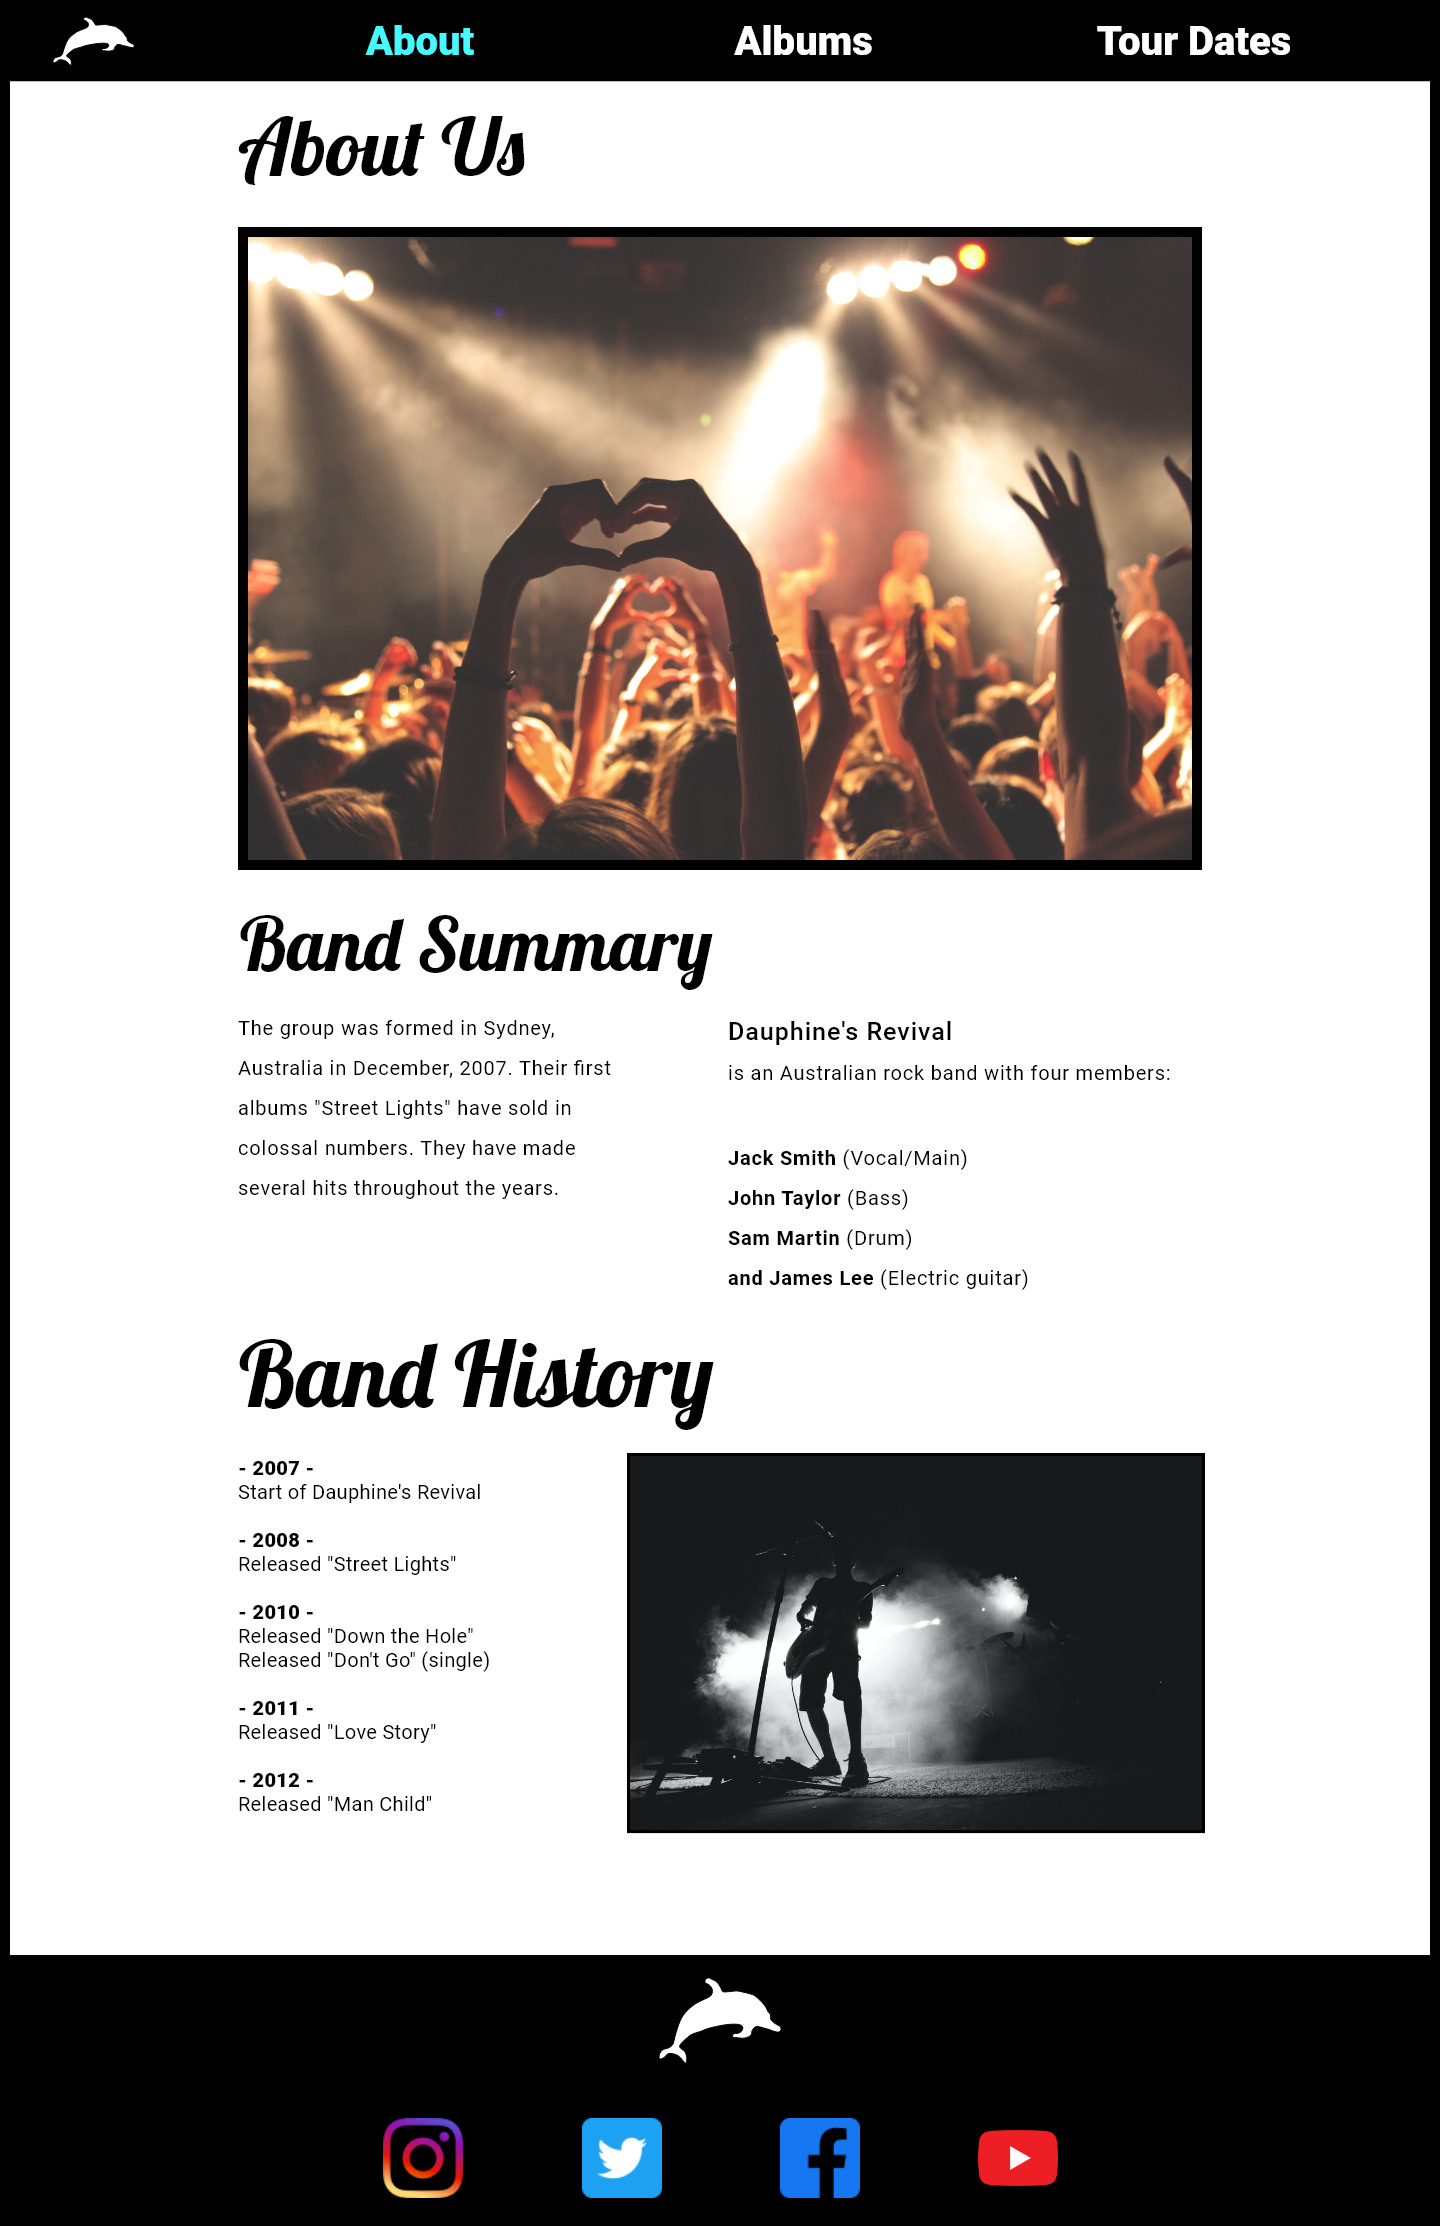 About
Albums
Tour Dates
About Us
Band Summary
The group was formed in Sydney,
Australia in December, 2007. Their first
albums "Street Lights" have sold in
colossal numbers. They have made
several hits throughout the years.
Dauphine's Revival
is an Australian rock band with four members:
Jack Smith (Vocal/Main)
John Taylor (Bass)
Sam Martin (Drum)
and James Lee (Electric guitar)
Band History
- 2007 -
Start of Dauphine's Revival
- 2008 -
Released "Street Lights"
- 2010 -
Released "Down the Hole"
Released "Don't Go" (single)
- 2011 -
Released "Love Story"
- 2012 -
Released "Man Child"